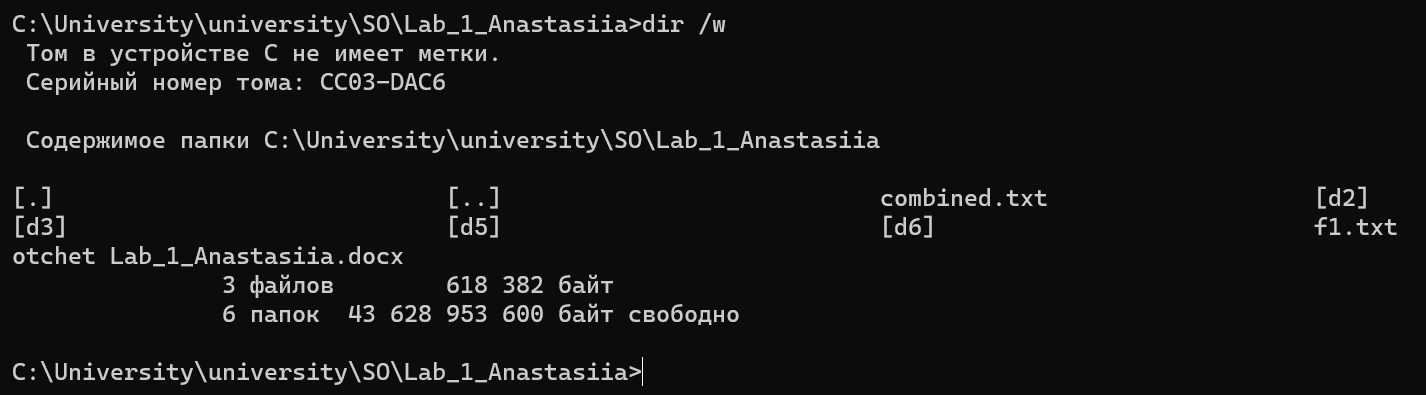 C:\University\university\SO\Lab_1_Anastasiia>dir /w
Том в устройстве C не имеет метки.
Серийный номер тома: CC03-DAC6
Содержимое папки C:\University\university\SO\Lab_1_Anastasiia
[.] [..] combined.txt [d2]
[d3] [d5] [d6] f1.txt
otchet Lab_1_Anastasiia.docx
3 файлов 618 382 байт
6 папок 43 628 953 600 байт свободно
C:\University\university\SO\Lab_1_Anastasiia>